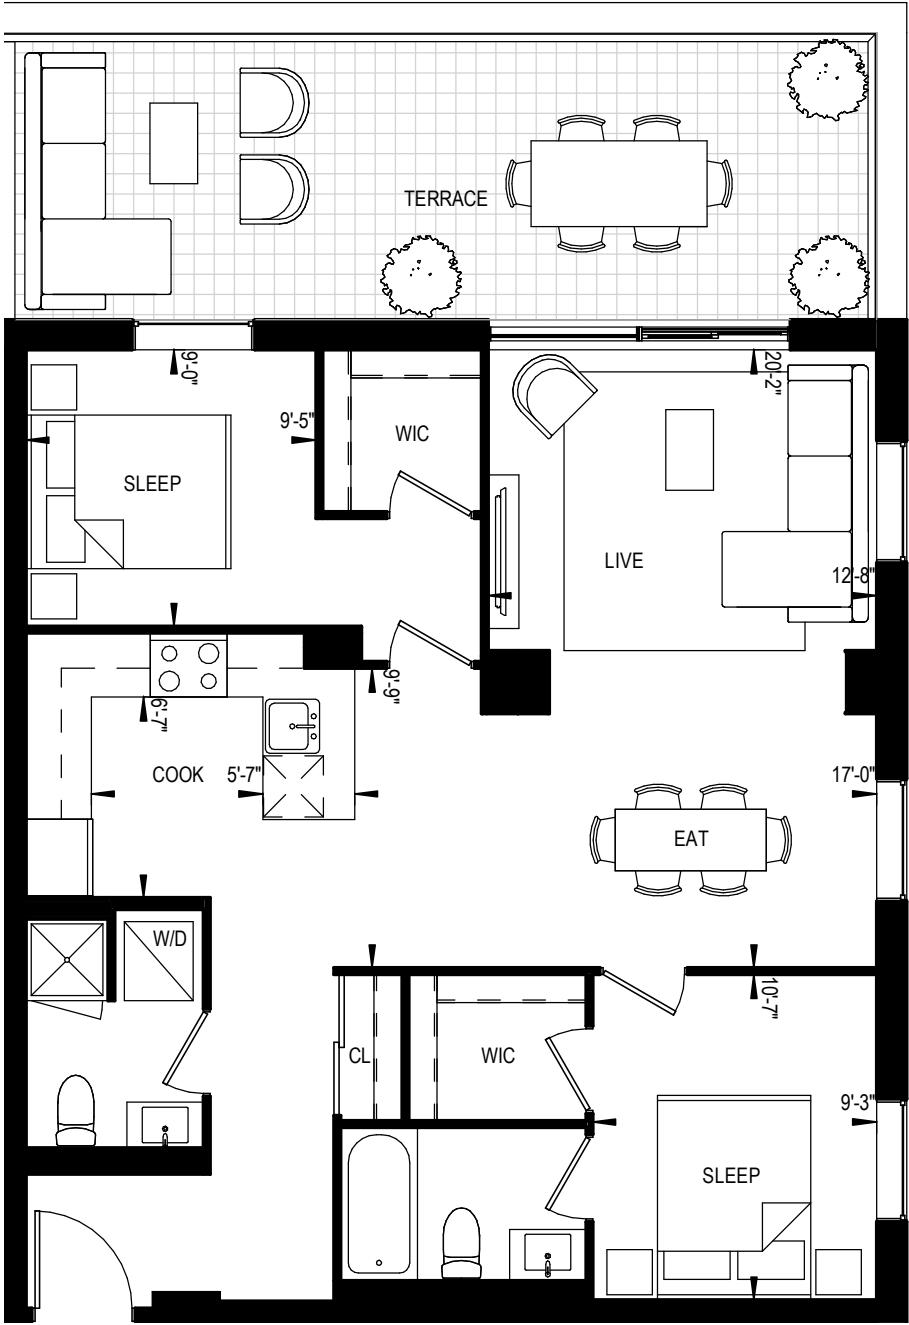 TERRACE
9'-0"
20'-2"
9'-5"
WIC
SLEEP
LIVE
12'-8"
9'-9"
6'-7"
COOK
5'-7"
17'-0"
EAT
W/D
10'-7"
CL
WIC
9'-3"
SLEEP